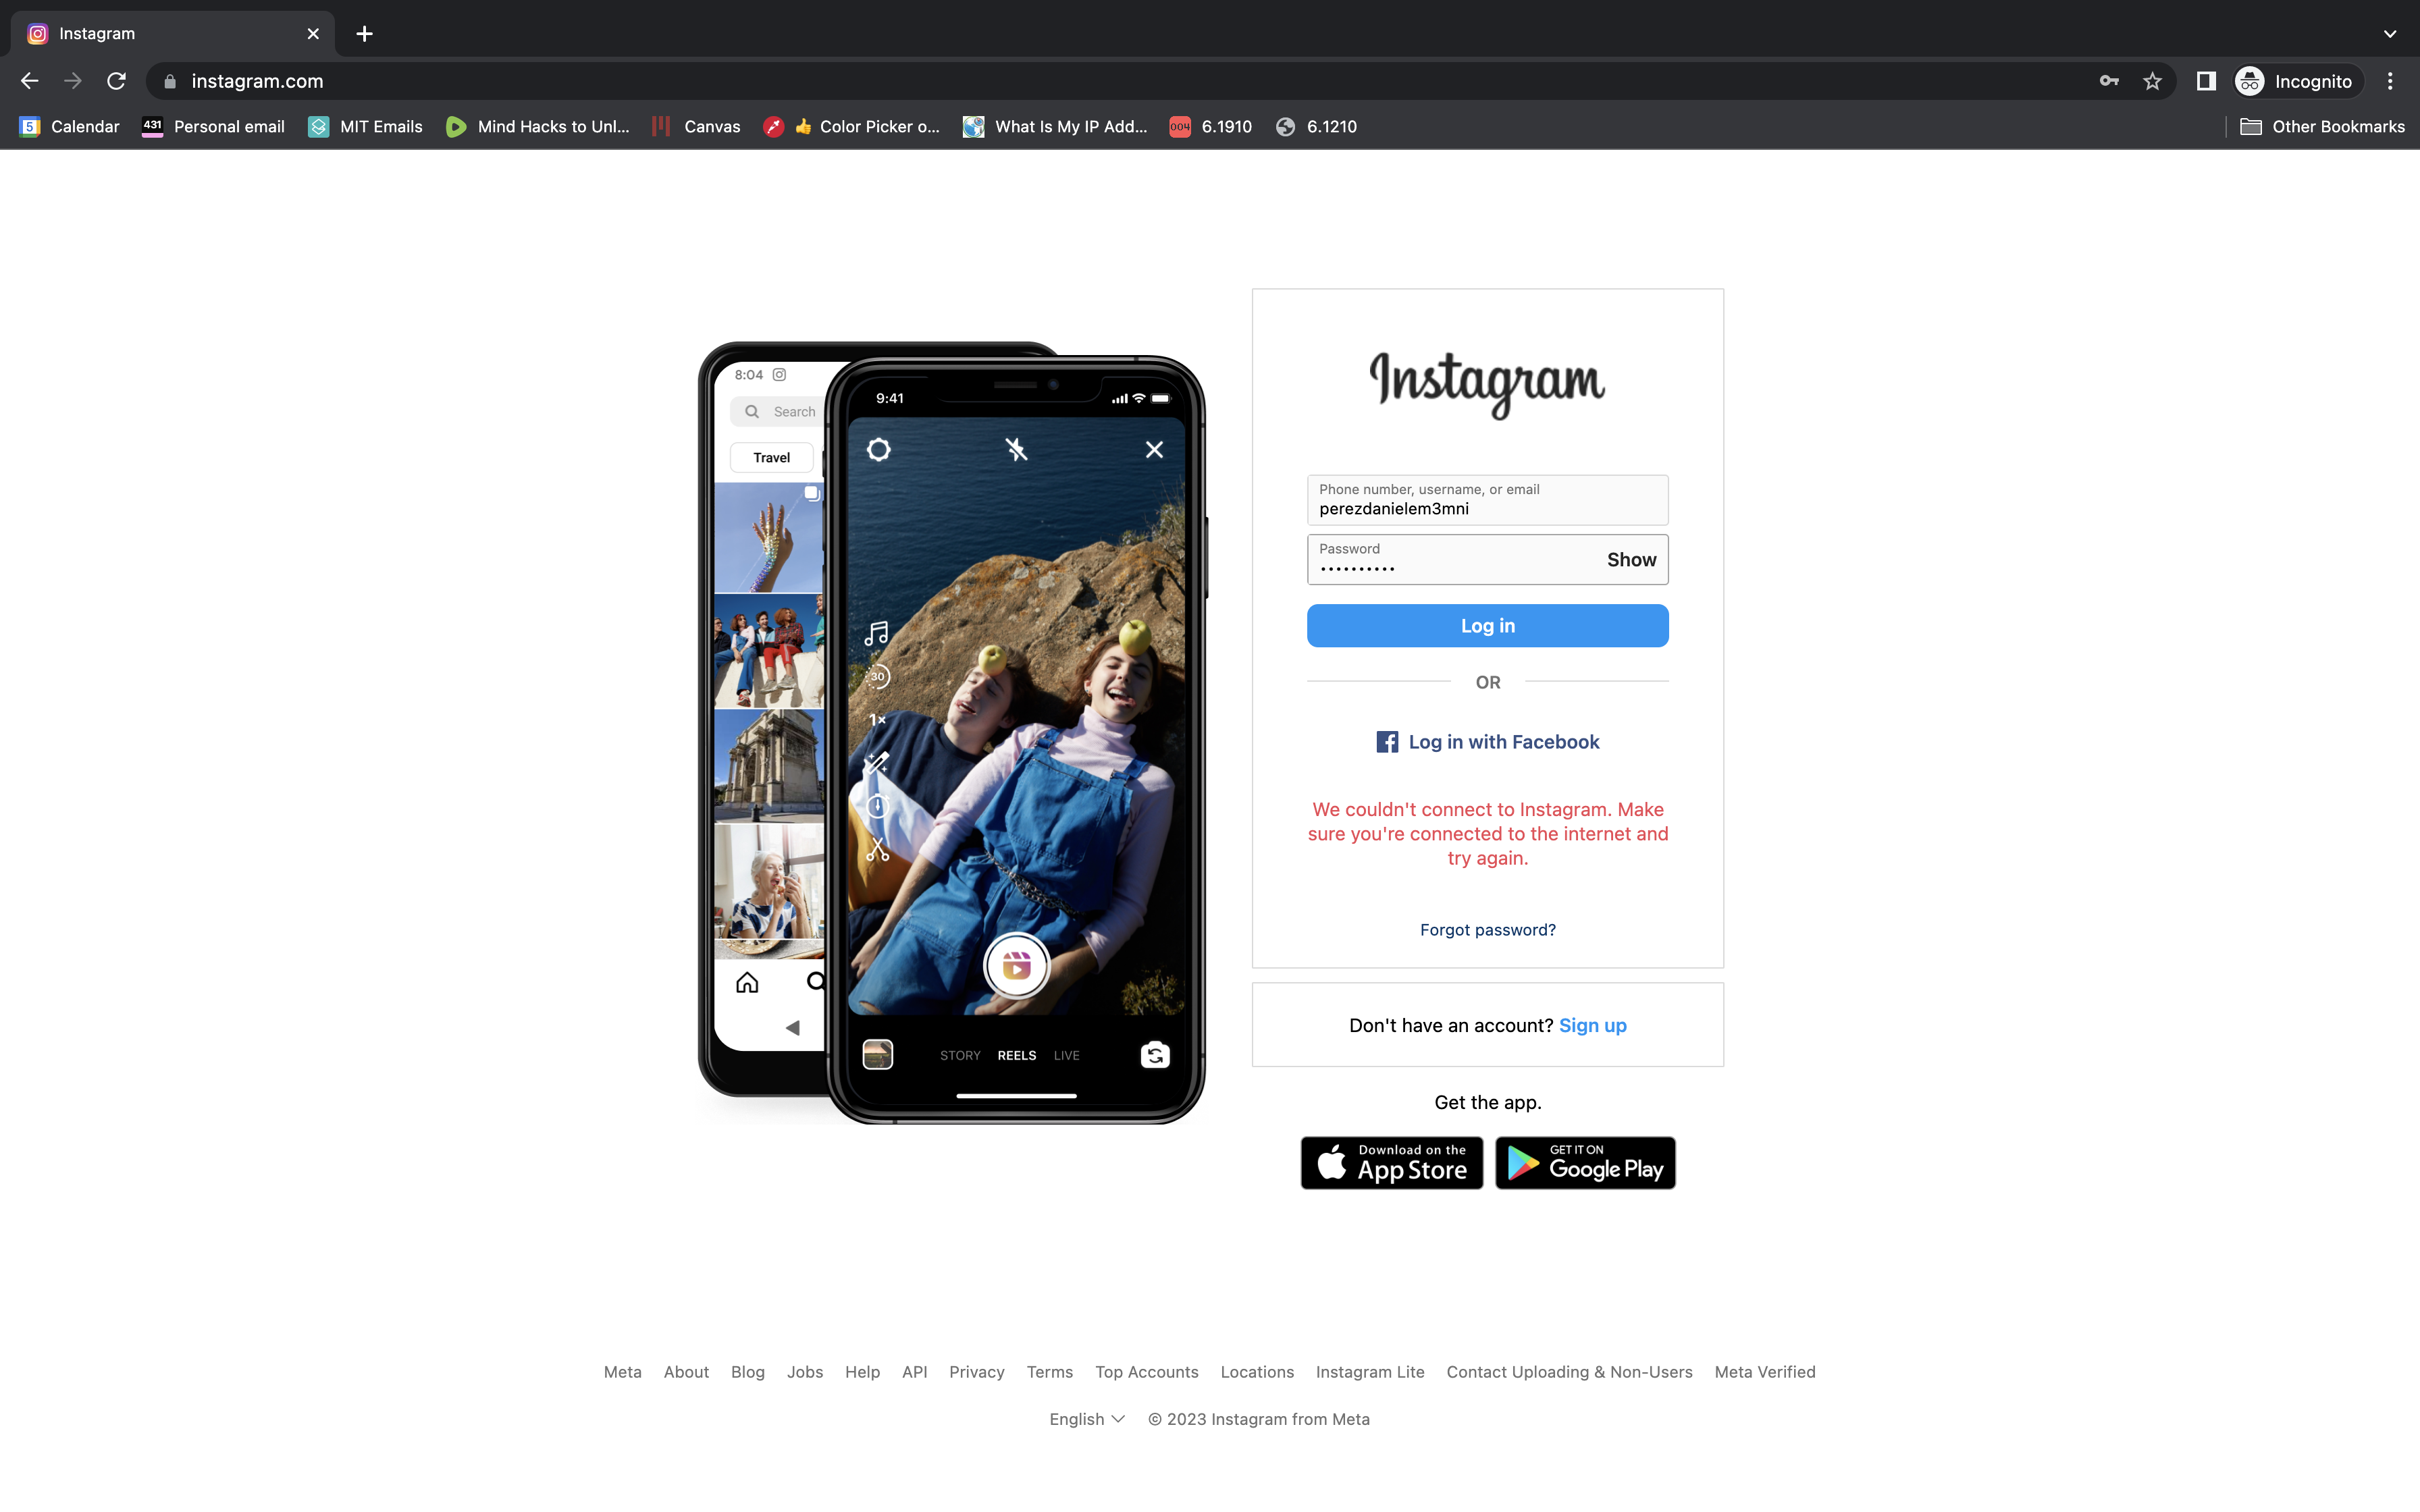 Instagram
instagram.com
Incognito
5 Calendar
431 Personal email
MIT Emails
Mind Hacks to Unl...
Canvas
👍 Color Picker o...
What Is My IP Add...
004 6.1910
6.1210
Other Bookmarks
8:04
Search
Travel
9:41
30
1×
STORY REELS LIVE
Instagram
Phone number, username, or email
perezdanielem3mni
Password
••••••••••
Show
Log in
OR
Log in with Facebook
We couldn't connect to Instagram. Make
sure you're connected to the internet and
try again.
Forgot password?
Don't have an account? Sign up
Get the app.
Download on the
App Store
GET IT ON
Google Play
Meta About Blog Jobs Help API Privacy Terms Top Accounts Locations Instagram Lite Contact Uploading & Non-Users Meta Verified
English © 2023 Instagram from Meta